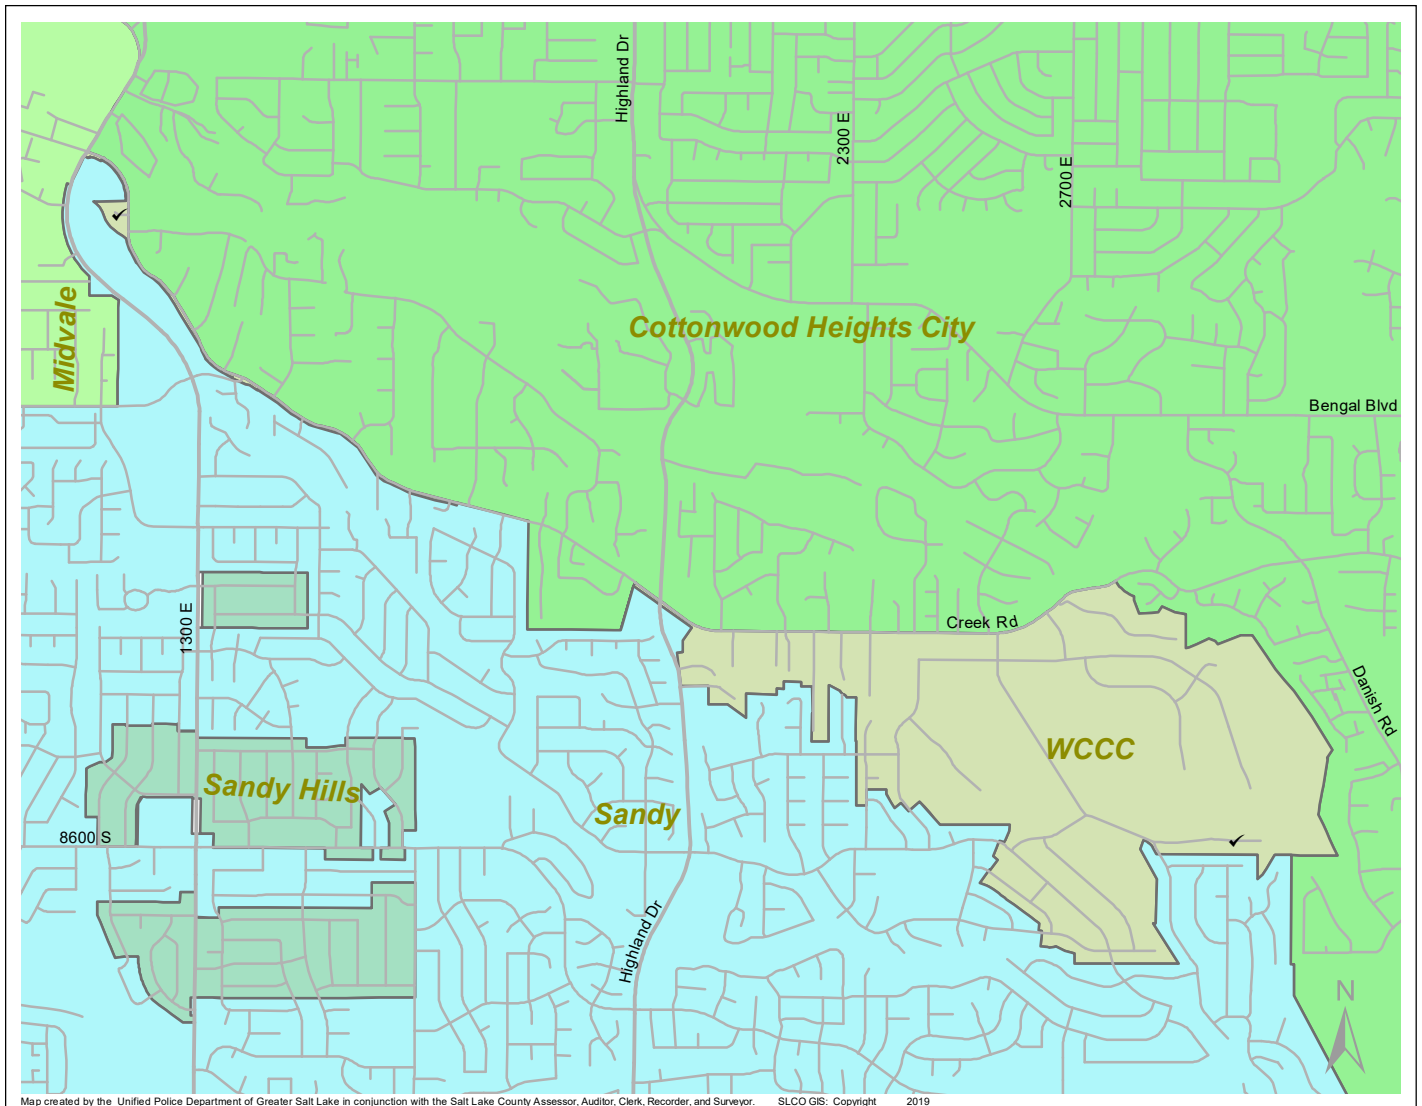 Highland Dr
2300 E
2700 E
Midvale
Cottonwood Heights City
Bengal Blvd
1300 E
Creek Rd
Danish Rd
WCCC
Sandy Hills
Sandy
8600 S
Highland Dr
N
Map created by the Unified Police Department of Greater Salt Lake in conjunction with the Salt Lake County Assessor, Auditor, Clerk, Recorder, and Surveyor. SLCO GIS: Copyright 2019